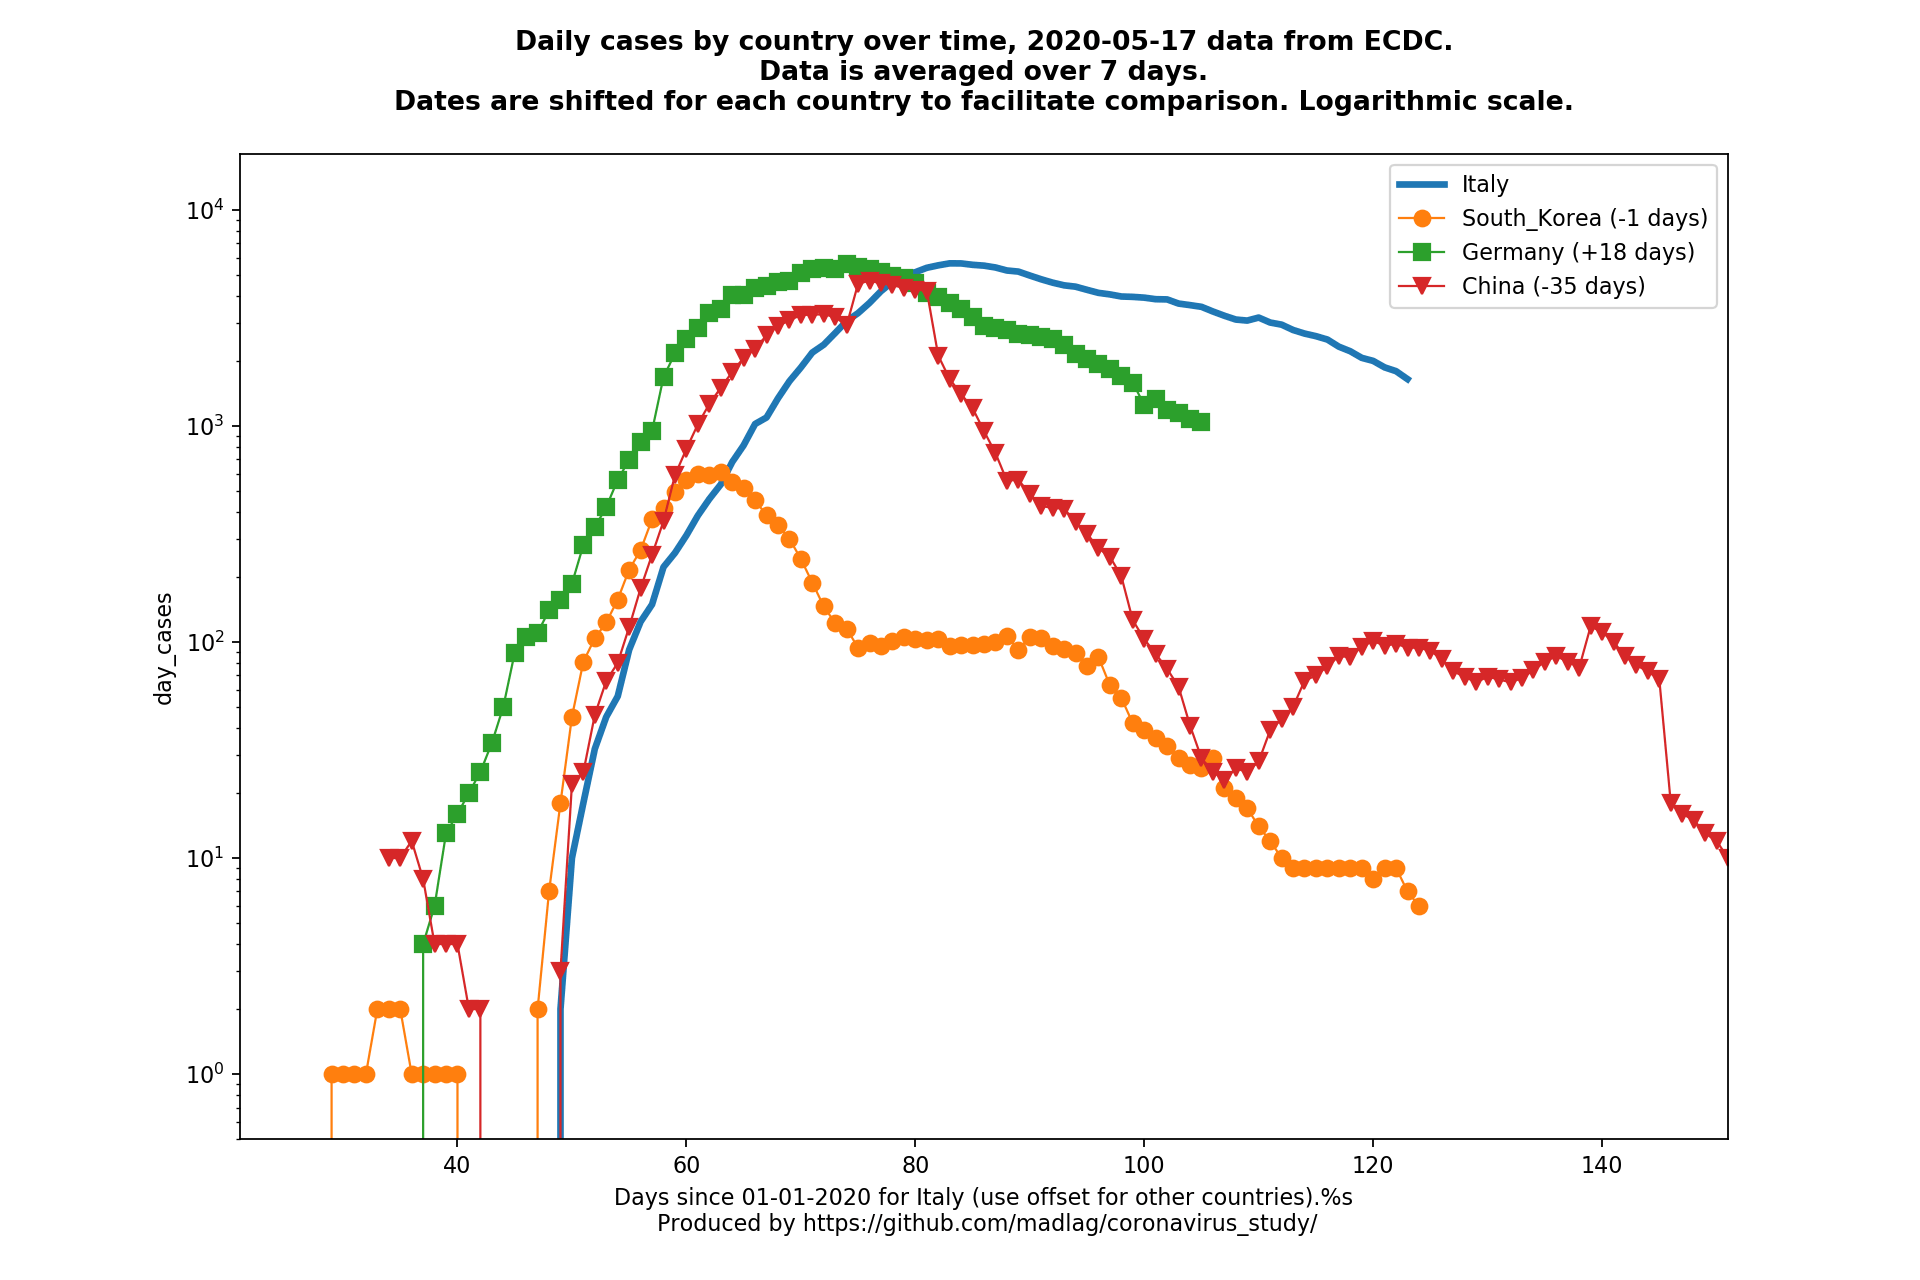 Daily cases by country over time, 2020-05-17 data from ECDC.
Data is averaged over 7 days.
Dates are shifted for each country to facilitate comparison. Logarithmic scale.
Italy
South_Korea (-1 days)
Germany (+18 days)
China (-35 days)
10⁴
10³
10²
10¹
10⁰
day_cases
40 60 80 100 120 140
Days since 01-01-2020 for Italy (use offset for other countries).%s
Produced by https://github.com/madlag/coronavirus_study/